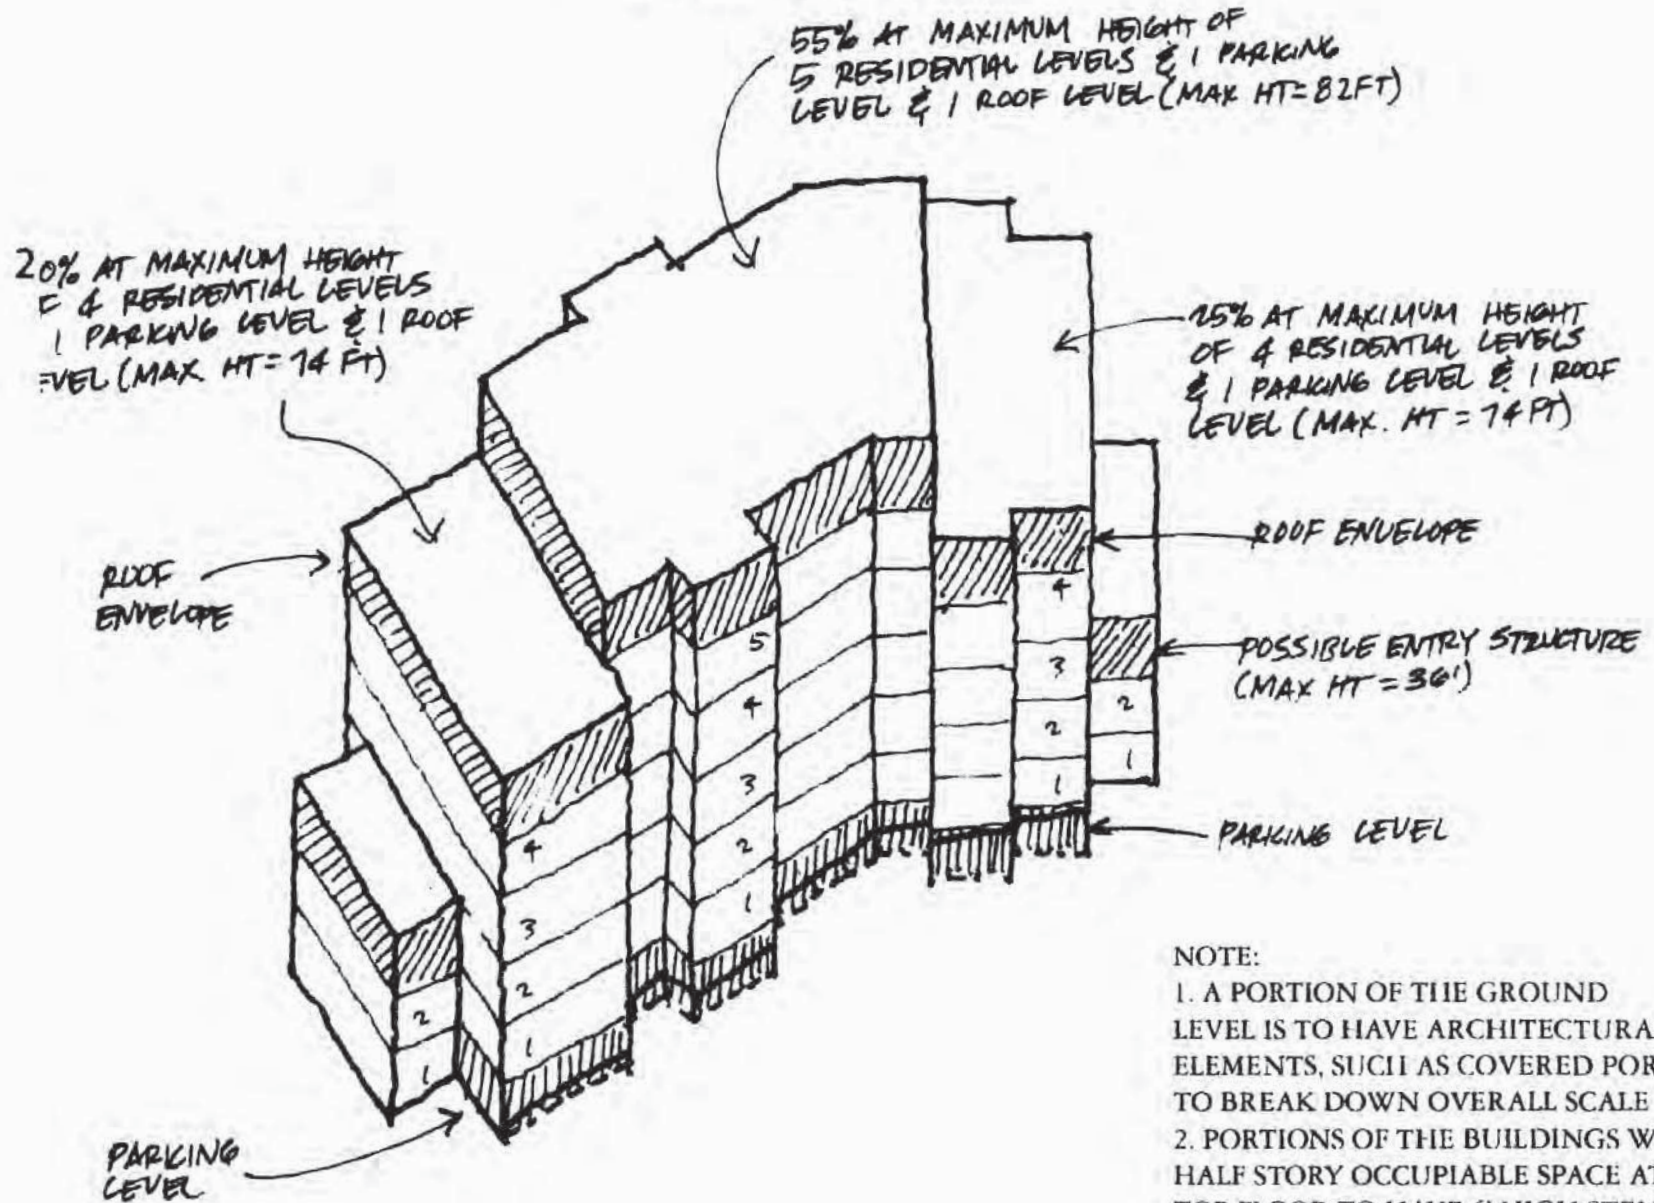 55% AT MAXIMUM HEIGHT OF
5 RESIDENTIAL LEVELS & 1 PARKING
LEVEL & 1 ROOF LEVEL (MAX HT=82FT)
20% AT MAXIMUM HEIGHT
F 4 RESIDENTIAL LEVELS
1 PARKING LEVEL & 1 ROOF
EVEL (MAX. HT=74 FT)
25% AT MAXIMUM HEIGHT
OF 4 RESIDENTIAL LEVELS
& 1 PARKING LEVEL & 1 ROOF
LEVEL (MAX. HT = 74 FT)
ROOF
ENVELOPE
ROOF ENVELOPE
POSSIBLE ENTRY STRUCTURE
(MAX HT = 36')
PARKING LEVEL
PARKING
LEVEL
5
4
3
2
1
4
3
2
1
4
3
2
1
2
1
2
1
NOTE:
1. A PORTION OF THE GROUND
LEVEL IS TO HAVE ARCHITECTURA
ELEMENTS, SUCH AS COVERED POR
TO BREAK DOWN OVERALL SCALE
2. PORTIONS OF THE BUILDINGS W
HALF STORY OCCUPIABLE SPACE AT